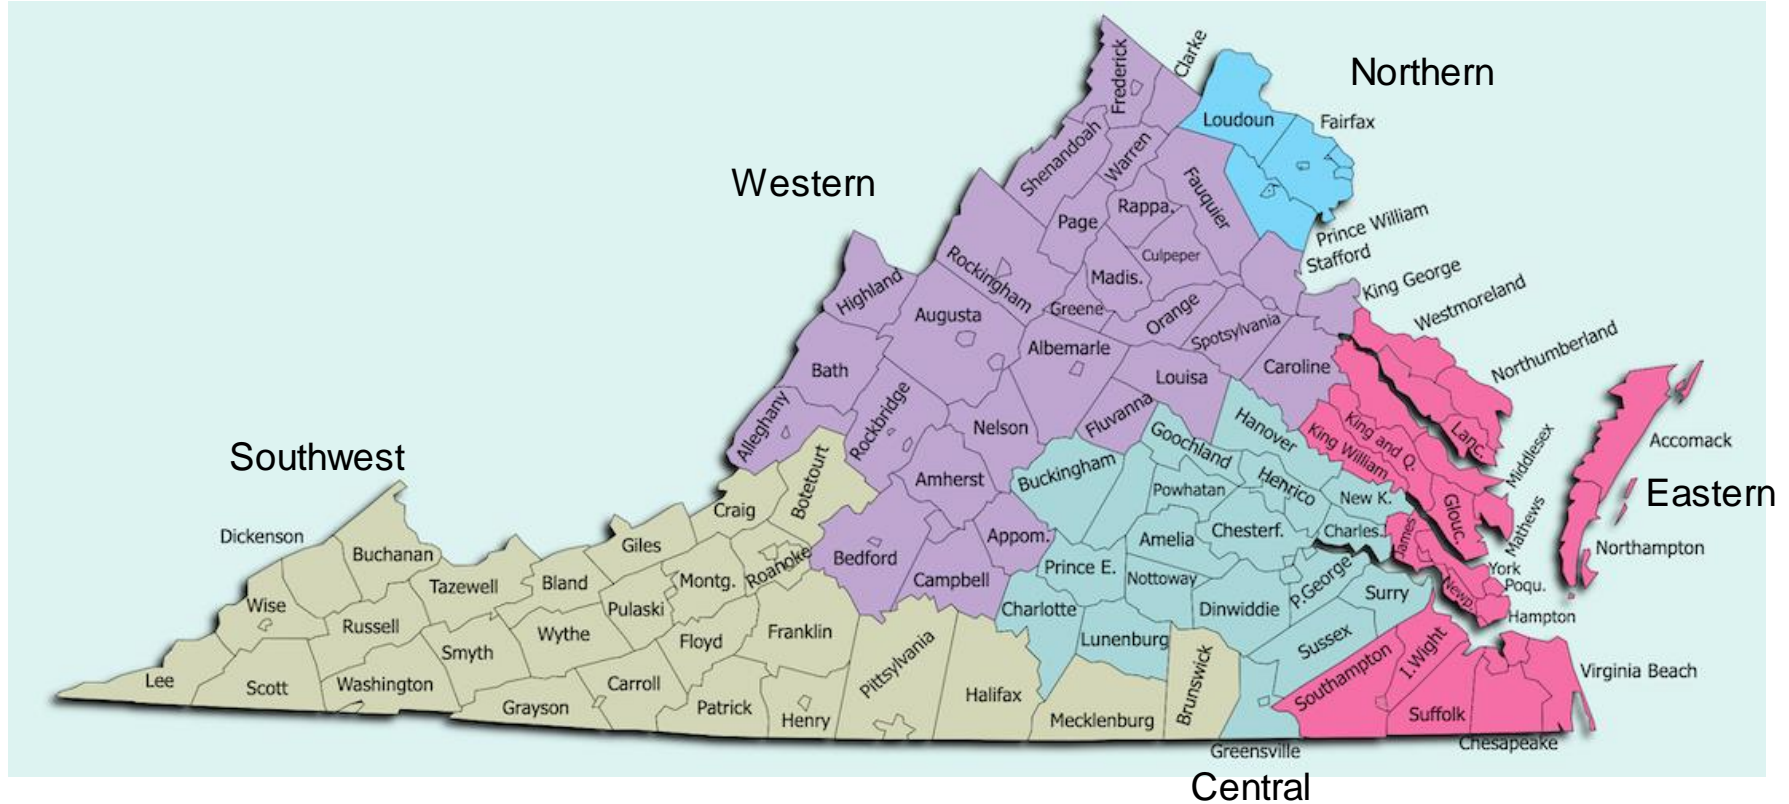 Northern
Western
Southwest
Eastern
Central
Frederick
Clarke
Loudoun
Fairfax
Shenandoah
Warren
Fauquier
Page
Rappa.
Prince William
Stafford
Culpeper
Madis.
King George
Highland
Rockingham
Greene
Orange
Westmoreland
Augusta
Spotsylvania
Northumberland
Albemarle
Caroline
Bath
Louisa
Alleghany
Rockbridge
Nelson
Fluvanna
Hanover
King and Q.
King William
Lanc.
Accomack
Goochland
Middlesex
Buckingham
Amherst
Botetourt
Craig
Powhatan
Henrico
New K.
Glouc.
Mathews
Dickenson
Buchanan
Giles
Appom.
Amelia
Chesterf.
Charles.
James
Northampton
Bedford
Roanoke
Campbell
Prince E.
Nottoway
P.George
York
Poqu.
Tazewell
Bland
Montg.
Pulaski
Wise
Charlotte
Dinwiddie
Surry
Newp.
Hampton
Russell
Wythe
Floyd
Franklin
Lunenburg
Sussex
Smyth
Pittsylvania
Brunswick
Southampton
I.Wight
Virginia Beach
Lee
Scott
Washington
Carroll
Halifax
Grayson
Patrick
Henry
Mecklenburg
Suffolk
Greensville
Chesapeake